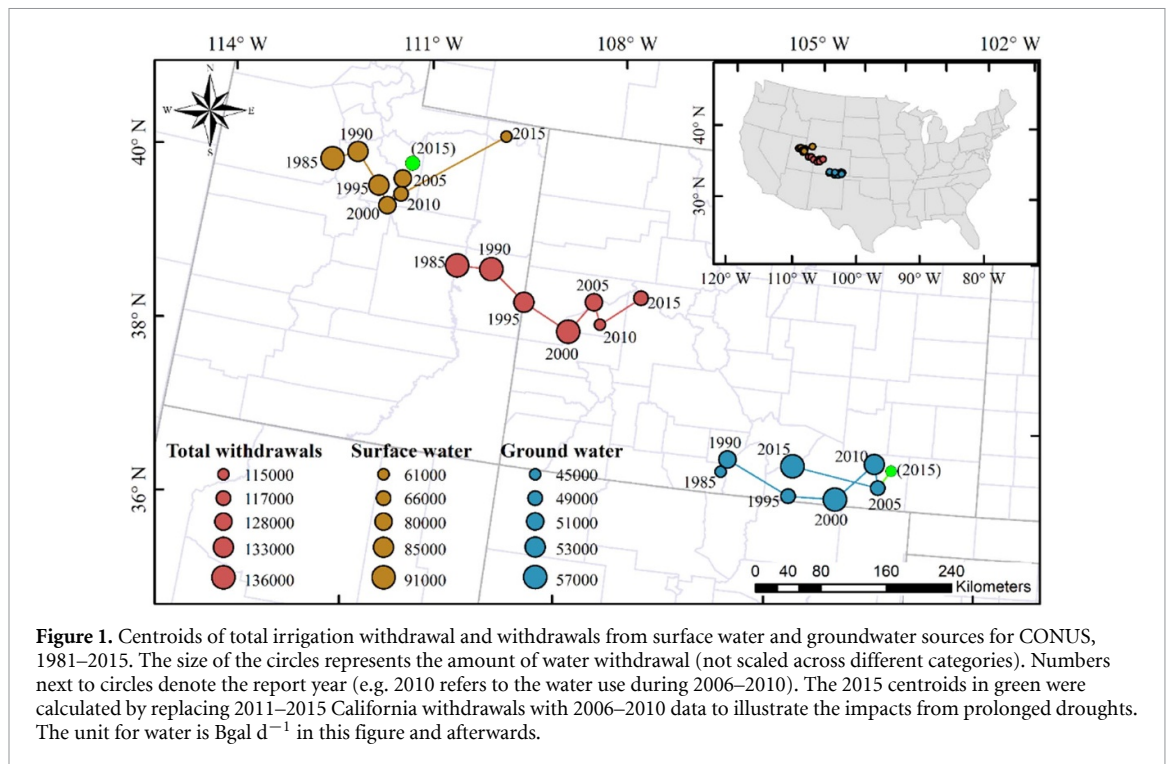 114° W 111° W 108° W 105° W 102° W
N
W E
S
40° N
38° N
36° N
1985
1990
1995
2000
(2015)
2005
2010
2015
1985
1990
1995
2000
2005
2010
2015
1990
1985
2015
1995
2000
2010
(2015)
2005
40° N
30° N
120° W 110° W 100° W 90° W 80° W
Total withdrawals
115000
117000
128000
133000
136000
Surface water
61000
66000
80000
85000
91000
Ground water
45000
49000
51000
53000
57000
0 40 80 160 240
Kilometers
Figure 1. Centroids of total irrigation withdrawal and withdrawals from surface water and groundwater sources for CONUS,
1981–2015. The size of the circles represents the amount of water withdrawal (not scaled across different categories). Numbers
next to circles denote the report year (e.g. 2010 refers to the water use during 2006–2010). The 2015 centroids in green were
calculated by replacing 2011–2015 California withdrawals with 2006–2010 data to illustrate the impacts from prolonged droughts.
The unit for water is Bgal d⁻¹ in this figure and afterwards.